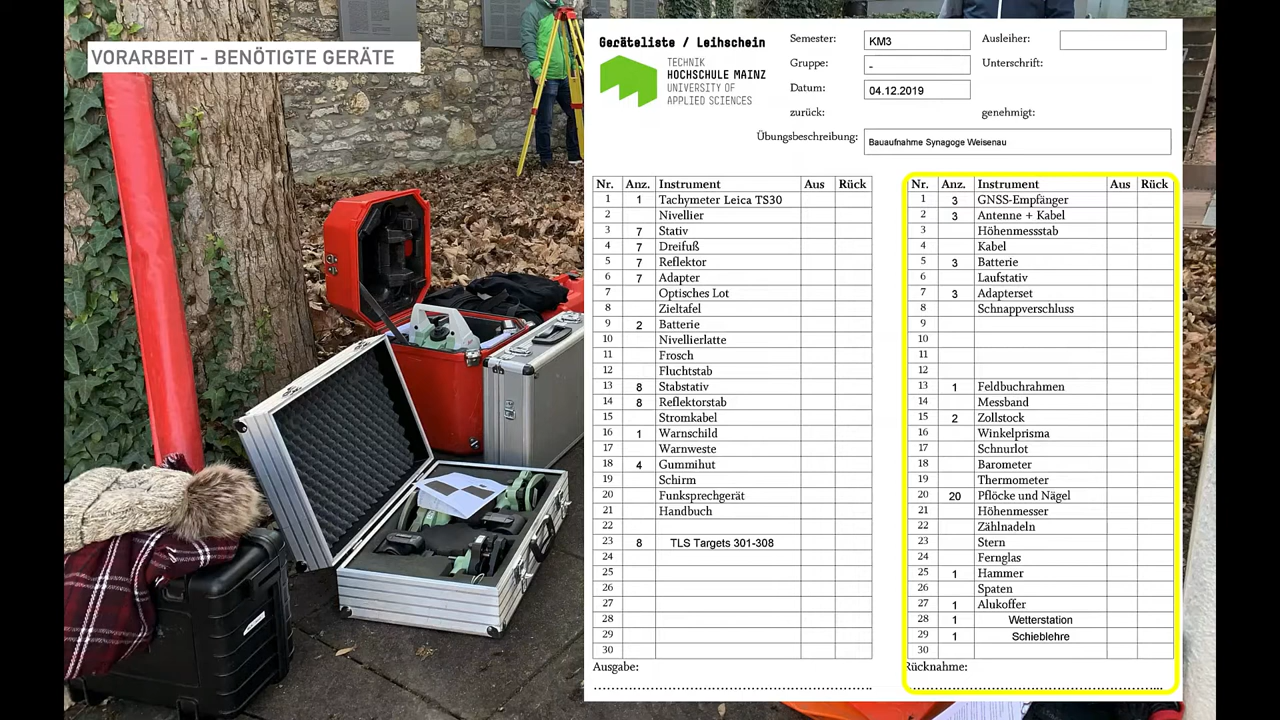 VORARBEIT - BENÖTIGTE GERÄTE
Geräteliste / Leihschein
TECHNIK
HOCHSCHULE MAINZ
UNIVERSITY OF
APPLIED SCIENCES
Semester: KM3 Ausleiher:
Gruppe: - Unterschrift:
Datum: 04.12.2019
zurück: genehmigt:
Übungsbeschreibung: Bauaufnahme Synagoge Weisenau
Nr. Anz. Instrument Aus Rück
1 1 Tachymeter Leica TS30
2 Nivellier
3 7 Stativ
4 7 Dreifuß
5 7 Reflektor
6 7 Adapter
7 Optisches Lot
8 Zieltafel
9 2 Batterie
10 Nivellierlatte
11 Frosch
12 Fluchtstab
13 8 Stabstativ
14 8 Reflektorstab
15 Stromkabel
16 1 Warnschild
17 Warnweste
18 4 Gummihut
19 Schirm
20 Funksprechgerät
21 Handbuch
22
23 8 TLS Targets 301-308
24
25
26
27
28
29
30
Ausgabe:
Nr. Anz. Instrument Aus Rück
1 3 GNSS-Empfänger
2 3 Antenne + Kabel
3 Höhenmessstab
4 Kabel
5 3 Batterie
6 Laufstativ
7 3 Adapterset
8 Schnappverschluss
9
10
11
12
13 1 Feldbuchrahmen
14 Messband
15 2 Zollstock
16 Winkelprisma
17 Schnurlot
18 Barometer
19 Thermometer
20 20 Pflöcke und Nägel
21 Höhenmesser
22 Zählnadeln
23 Stern
24 Fernglas
25 1 Hammer
26 Spaten
27 1 Alukoffer
28 1 Wetterstation
29 1 Schieblehre
30
Rücknahme: